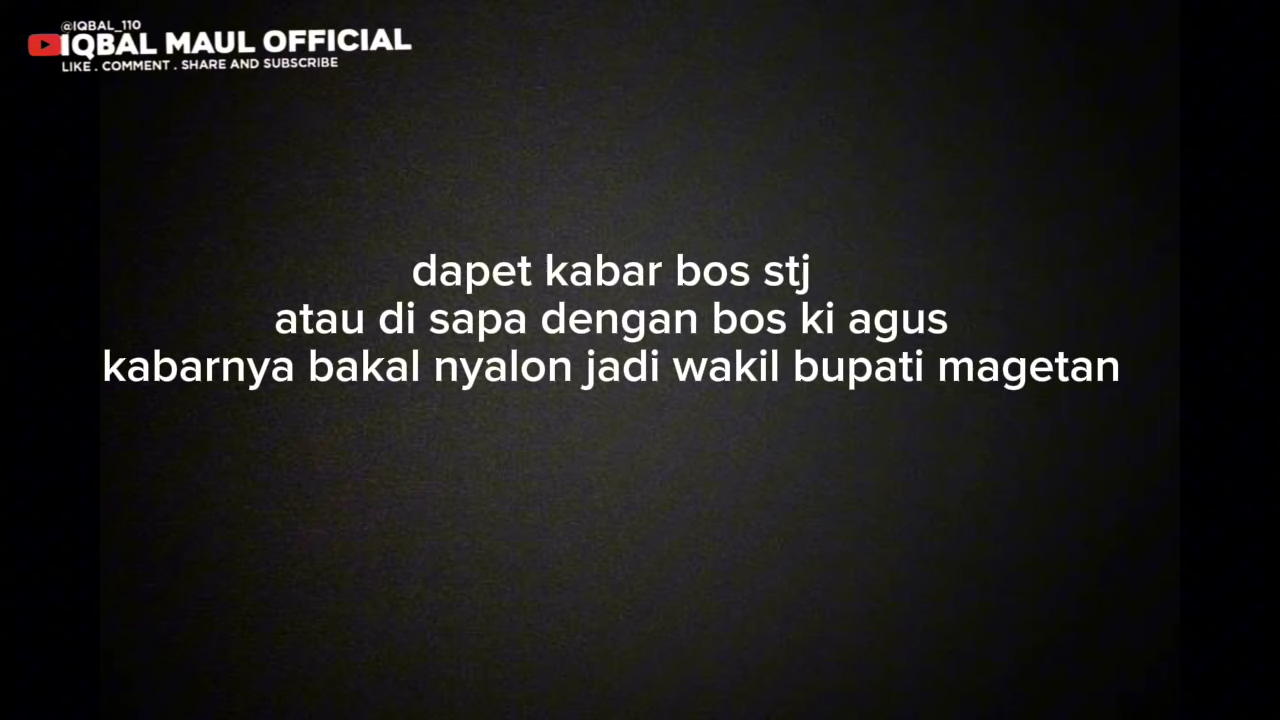 @IQBAL_110
IQBAL MAUL OFFICIAL
LIKE . COMMENT . SHARE AND SUBSCRIBE
dapet kabar bos stj
atau di sapa dengan bos ki agus
kabarnya bakal nyalon jadi wakil bupati magetan